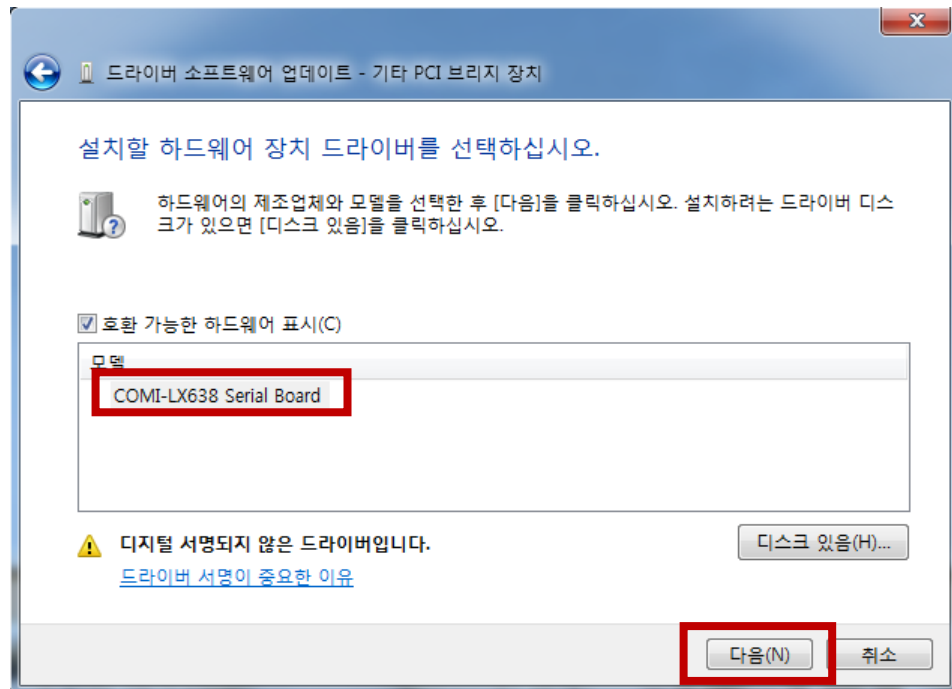 드라이버 소프트웨어 업데이트 - 기타 PCI 브리지 장치
설치할 하드웨어 장치 드라이버를 선택하십시오.
하드웨어의 제조업체와 모델을 선택한 후 [다음]을 클릭하십시오. 설치하려는 드라이버 디스
크가 있으면 [디스크 있음]을 클릭하십시오.
호환 가능한 하드웨어 표시(C)
모델
COMI-LX638 Serial Board
디지털 서명되지 않은 드라이버입니다.
디스크 있음(H)...
드라이버 서명이 중요한 이유
다음(N)
취소